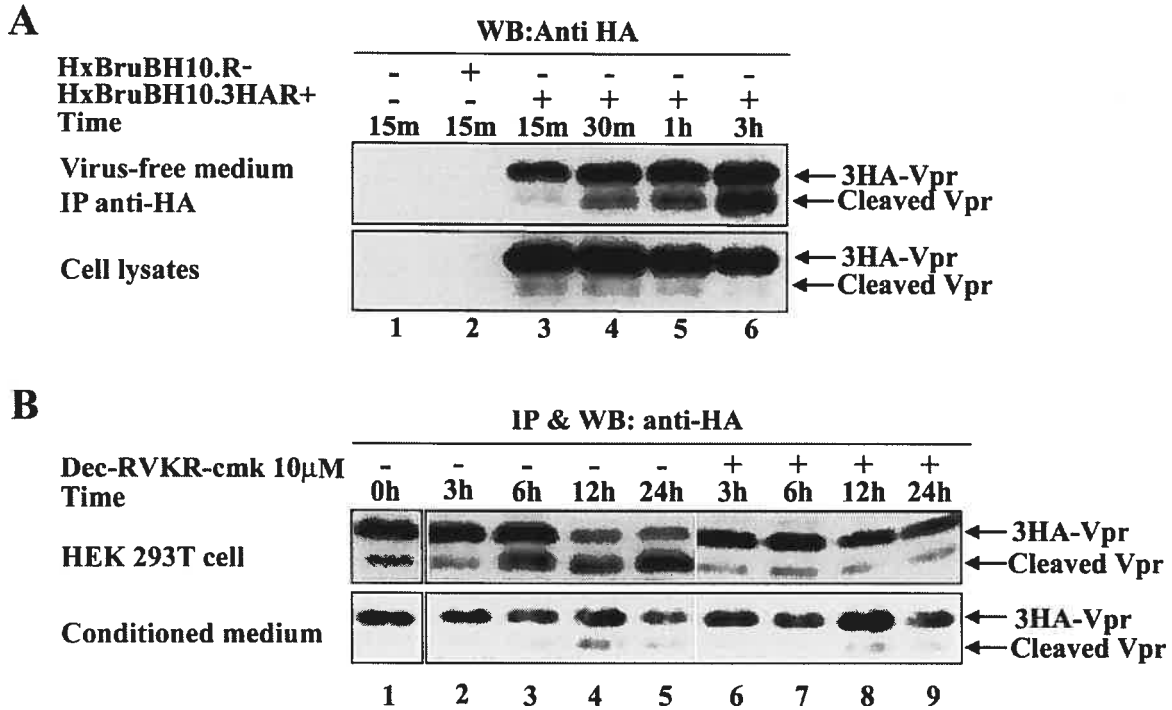 A
WB:Anti HA
HxBruBH10.R- - + - - - -
HxBruBH10.3HAR+ - - + + + +
Time 15m 15m 15m 30m 1h 3h
Virus-free medium
IP anti-HA
3HA-Vpr
Cleaved Vpr
Cell lysates
3HA-Vpr
Cleaved Vpr
1 2 3 4 5 6
B
IP & WB: anti-HA
Dec-RVKR-cmk 10μM - - - - - + + + +
Time 0h 3h 6h 12h 24h 3h 6h 12h 24h
HEK 293T cell
3HA-Vpr
Cleaved Vpr
Conditioned medium
3HA-Vpr
Cleaved Vpr
1 2 3 4 5 6 7 8 9